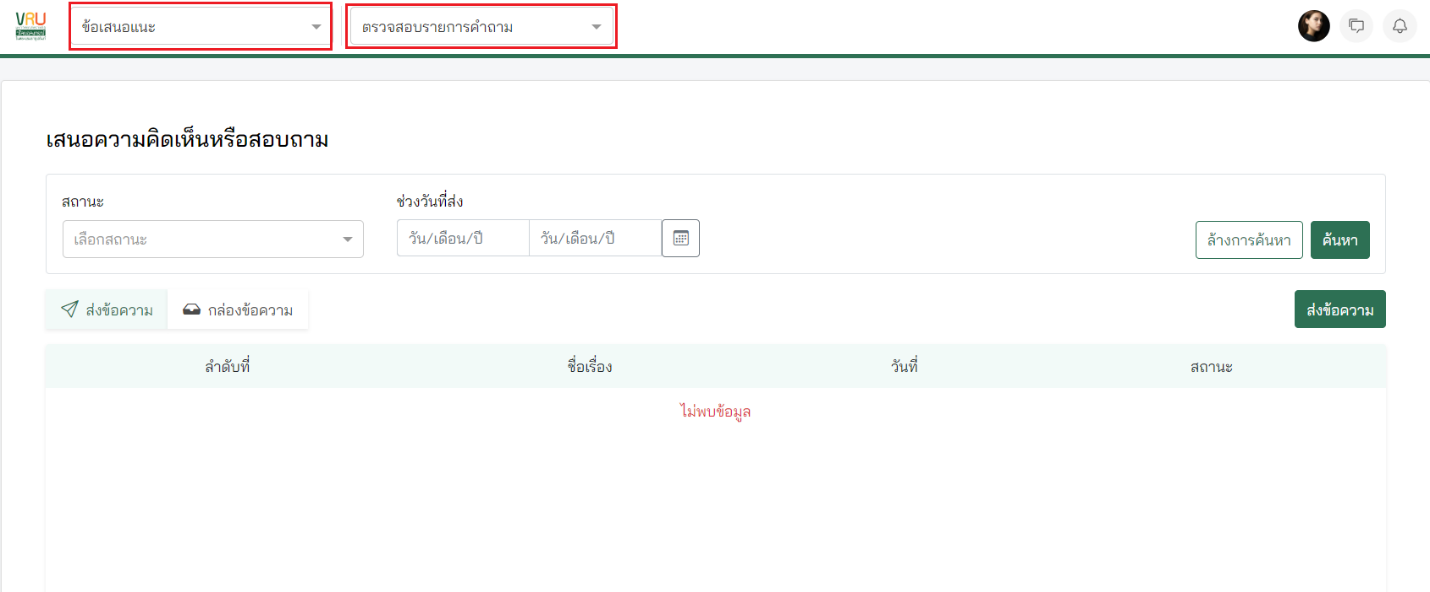 VRU
ข้อเสนอแนะ
ตรวจสอบรายการคำถาม
เสนอความคิดเห็นหรือสอบถาม
สถานะ
ช่วงวันที่ส่ง
เลือกสถานะ
วัน/เดือน/ปี
วัน/เดือน/ปี
ล้างการค้นหา
ค้นหา
ส่งข้อความ
กล่องข้อความ
ส่งข้อความ
ลำดับที่
ชื่อเรื่อง
วันที่
สถานะ
ไม่พบข้อมูล